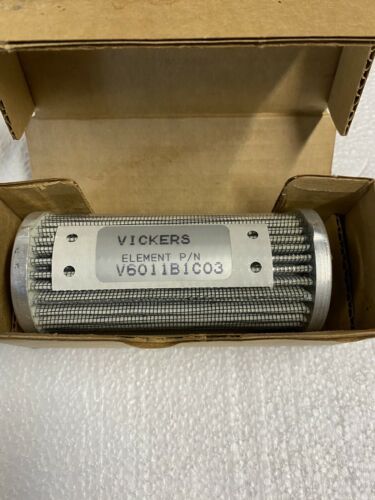 VICKERS
ELEMENT P/N
V6011B1C03